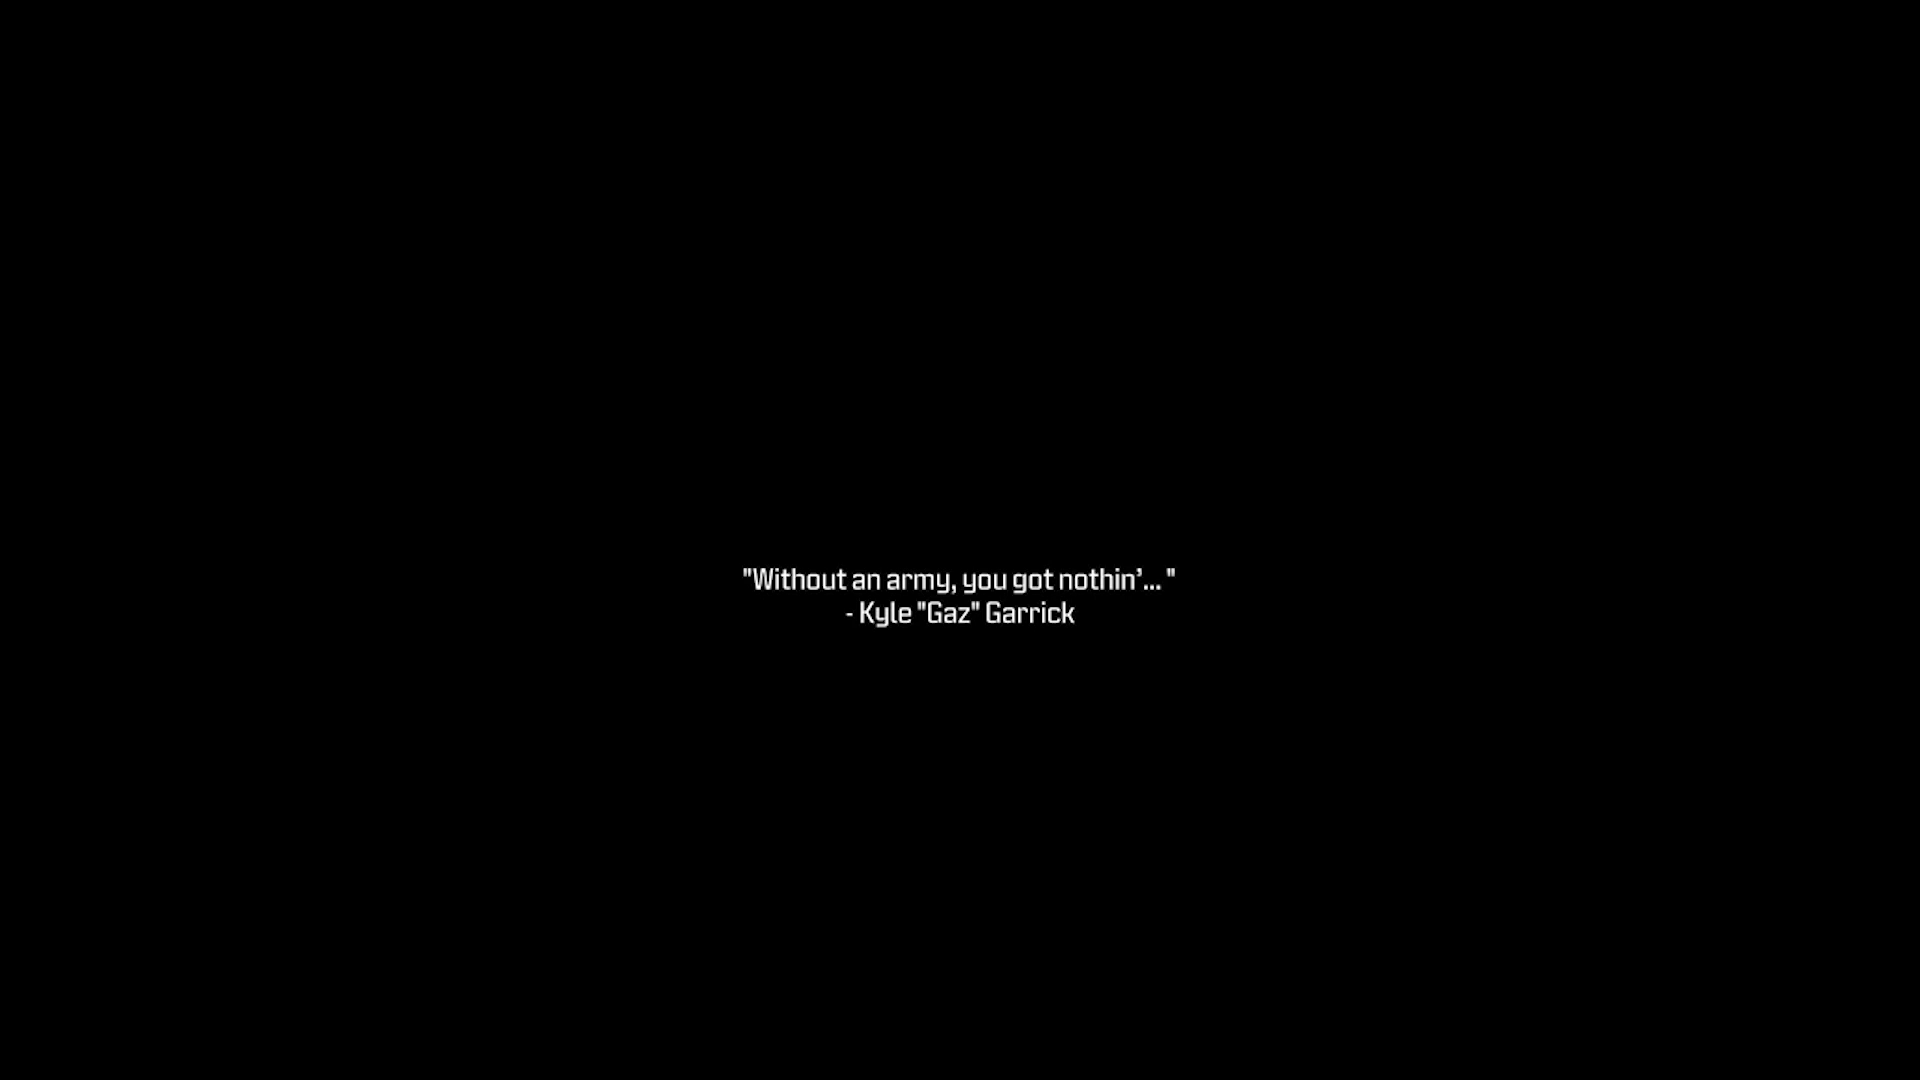 "Without an army, you got nothin’... "
- Kyle "Gaz" Garrick